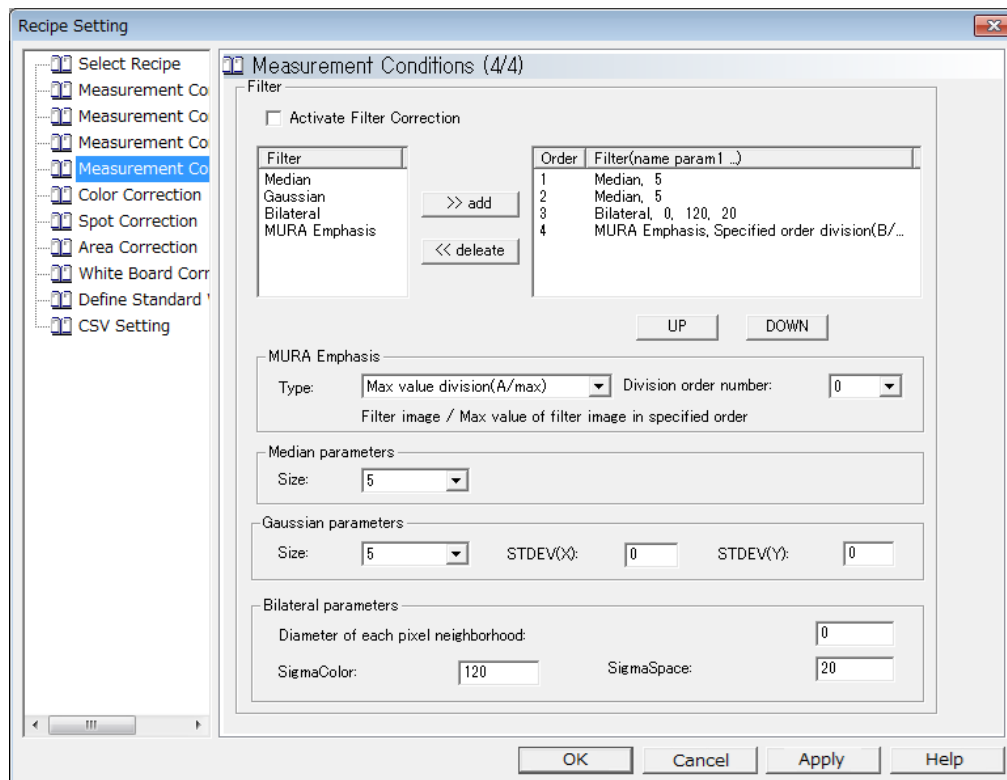 Recipe Setting
Select Recipe
Measurement Co
Measurement Co
Measurement Co
Measurement Co
Color Correction
Spot Correction
Area Correction
White Board Corr
Define Standard
CSV Setting
Measurement Conditions (4/4)
Filter
Activate Filter Correction
Filter
Median
Gaussian
Bilateral
MURA Emphasis
>> add
<< deleate
Order Filter(name param1 ...)
1 Median, 5
2 Median, 5
3 Bilateral, 0, 120, 20
4 MURA Emphasis, Specified order division(B/...
UP DOWN
MURA Emphasis
Type: Max value division(A/max) Division order number: 0
Filter image / Max value of filter image in specified order
Median parameters
Size: 5
Gaussian parameters
Size: 5 STDEV(X): 0 STDEV(Y): 0
Bilateral parameters
Diameter of each pixel neighborhood: 0
SigmaColor: 120 SigmaSpace: 20
OK Cancel Apply Help